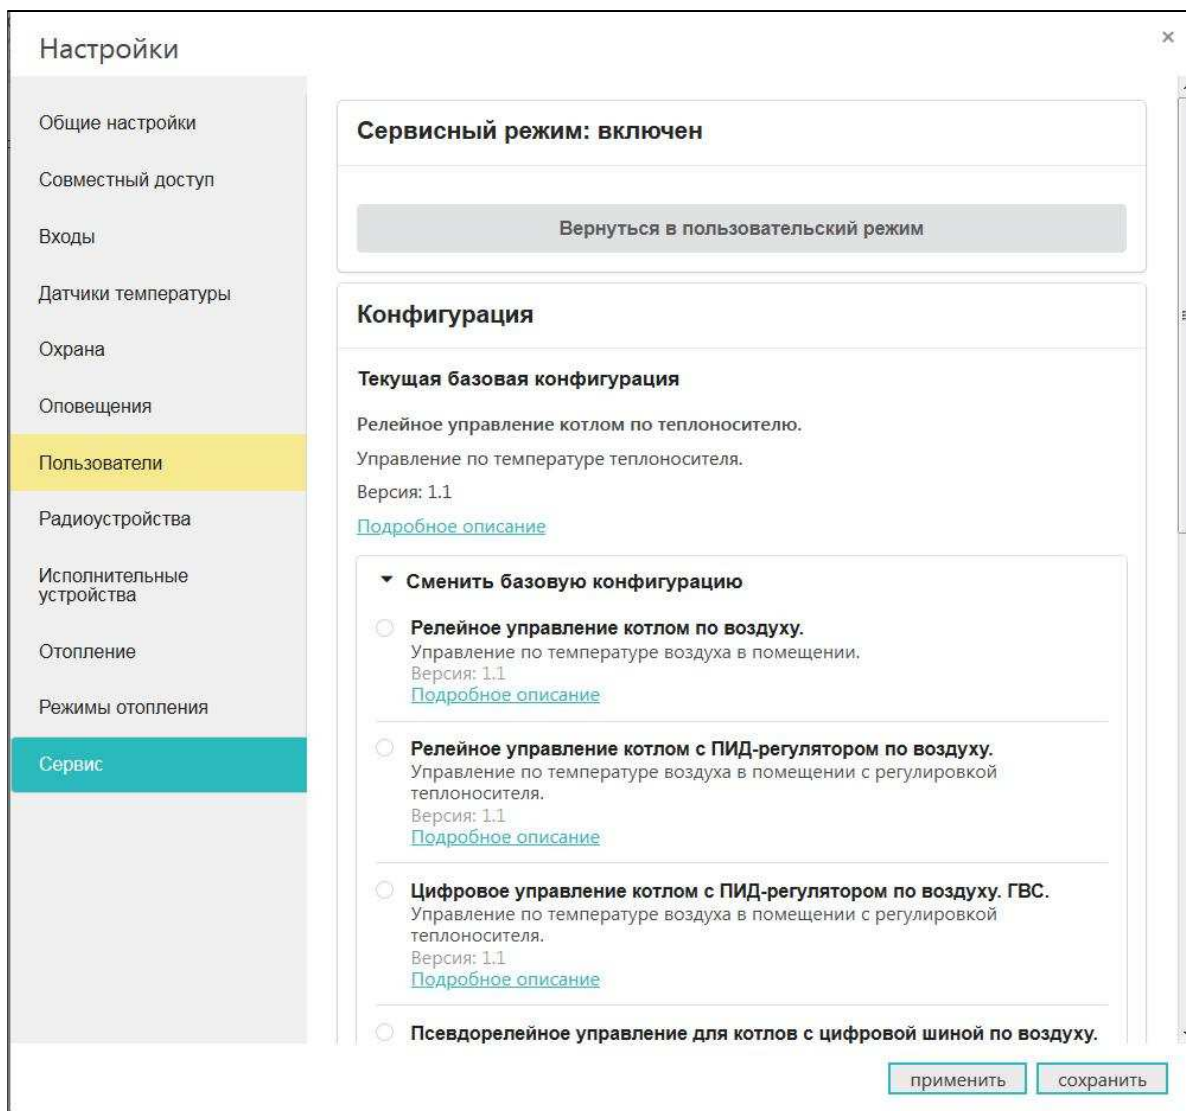 Настройки
×
Общие настройки
Совместный доступ
Входы
Датчики температуры
Охрана
Оповещения
Пользователи
Радиоустройства
Исполнительные
устройства
Отопление
Режимы отопления
Сервис
Сервисный режим: включен
Вернуться в пользовательский режим
Конфигурация
Текущая базовая конфигурация
Релейное управление котлом по теплоносителю.
Управление по температуре теплоносителя.
Версия: 1.1
Подробное описание
Сменить базовую конфигурацию
Релейное управление котлом по воздуху.
Управление по температуре воздуха в помещении.
Версия: 1.1
Подробное описание
Релейное управление котлом с ПИД-регулятором по воздуху.
Управление по температуре воздуха в помещении с регулировкой
теплоносителя.
Версия: 1.1
Подробное описание
Цифровое управление котлом с ПИД-регулятором по воздуху. ГВС.
Управление по температуре воздуха в помещении с регулировкой
теплоносителя.
Версия: 1.1
Подробное описание
Псевдорелейное управление для котлов с цифровой шиной по воздуху.
применить
сохранить